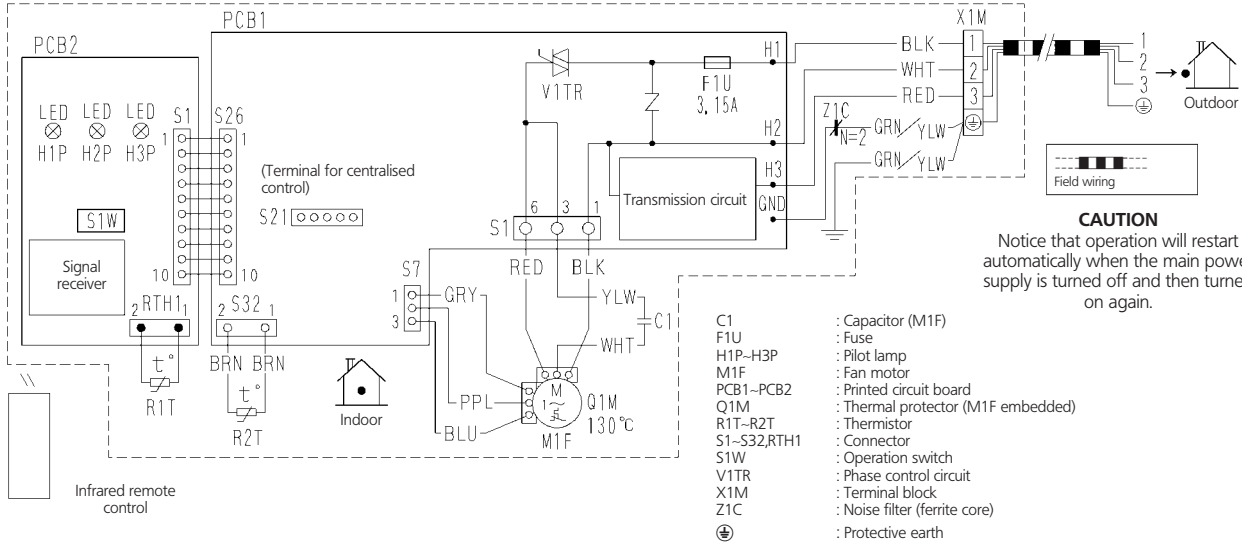 PCB1
PCB2
LED LED LED
H1P H2P H3P
S1 S26
1 1
10 10
S1W
Signal
receiver
RTH1
2 1
S32
2 1
BRN BRN
t°
R1T
t°
R2T
(Terminal for centralised
control)
S21
V1TR
F1U
3,15A
H1
H2
H3
GND
Transmission circuit
S1
6 3 1
RED BLK
YLW
C1
WHT
S7
1
3
GRY
PPL
BLU
M
1
Q1M
130°C
M1F
Indoor
Infrared remote
control
X1M
BLK 1
WHT 2
RED 3
Z1C
N=2
GRN/YLW
GRN/YLW
1
2
3
Outdoor
Field wiring
CAUTION
Notice that operation will restart
automatically when the main powe
supply is turned off and then turne
on again.
C1 : Capacitor (M1F)
F1U : Fuse
H1P~H3P : Pilot lamp
M1F : Fan motor
PCB1~PCB2 : Printed circuit board
Q1M : Thermal protector (M1F embedded)
R1T~R2T : Thermistor
S1~S32,RTH1 : Connector
S1W : Operation switch
V1TR : Phase control circuit
X1M : Terminal block
Z1C : Noise filter (ferrite core)
: Protective earth